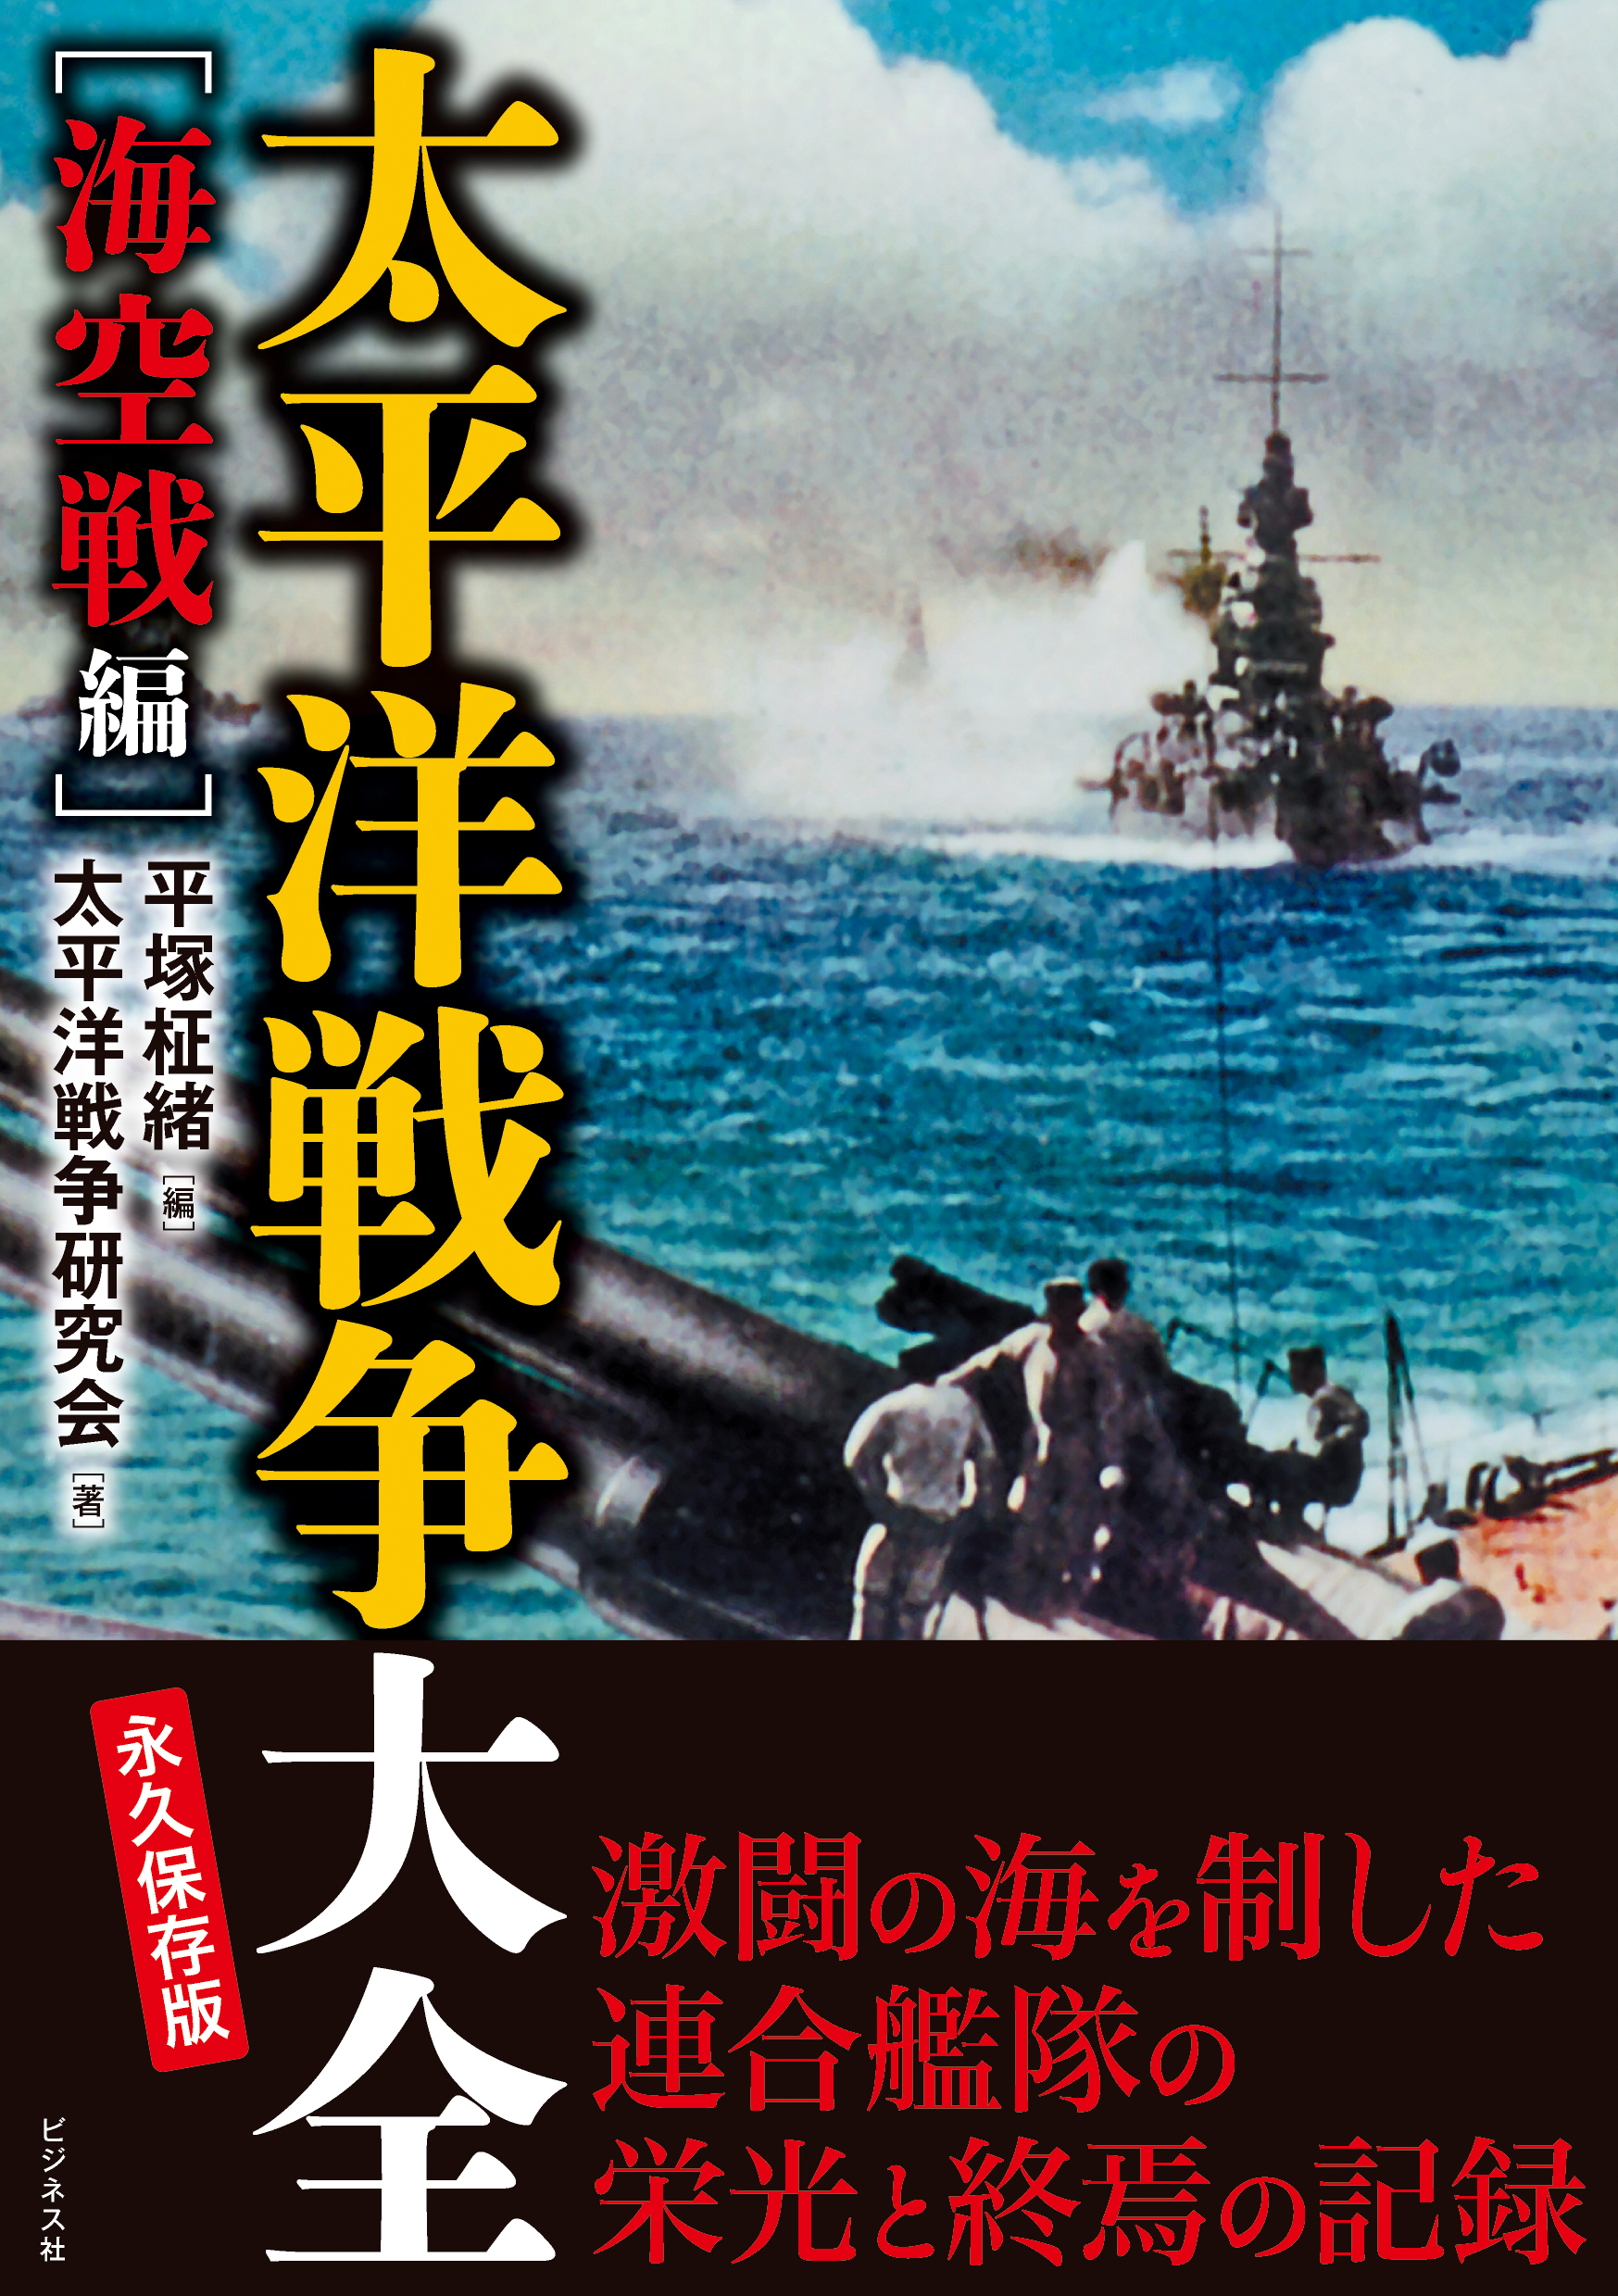 太平洋戦争大全
［海空戦編］
平塚柾緒［編］
太平洋戦争研究会［著］
永久保存版
激闘の海を制した
連合艦隊の
栄光と終焉の記録
ビジネス社